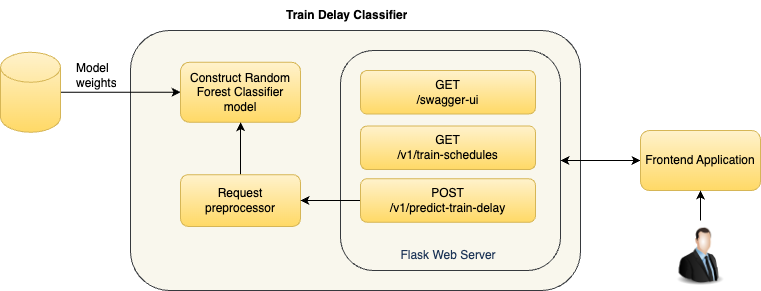 Train Delay Classifier
Model
weights
Construct Random
Forest Classifier
model
Request
preprocessor
GET
/swagger-ui
GET
/v1/train-schedules
POST
/v1/predict-train-delay
Flask Web Server
Frontend Application